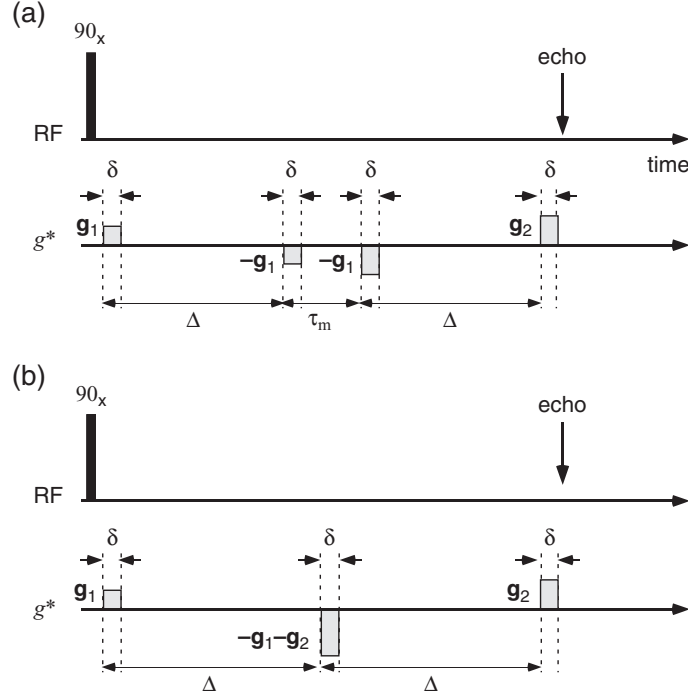 (a)
90x
echo
RF
time
δ δ δ δ
g1 g2
g*
–g1 –g1
Δ τm Δ
(b)
90x
echo
RF
δ δ δ
g1 g2
g*
–g1–g2
Δ Δ